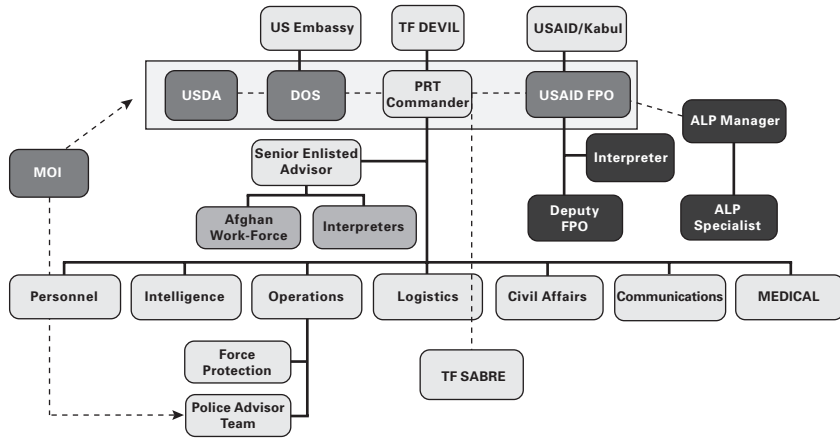 US Embassy
TF DEVIL
USAID/Kabul
USDA
DOS
PRT
Commander
USAID FPO
ALP Manager
MOI
Senior Enlisted
Advisor
Interpreter
Afghan
Work-Force
Interpreters
Deputy
FPO
ALP
Specialist
Personnel
Intelligence
Operations
Logistics
Civil Affairs
Communications
MEDICAL
Force
Protection
TF SABRE
Police Advisor
Team